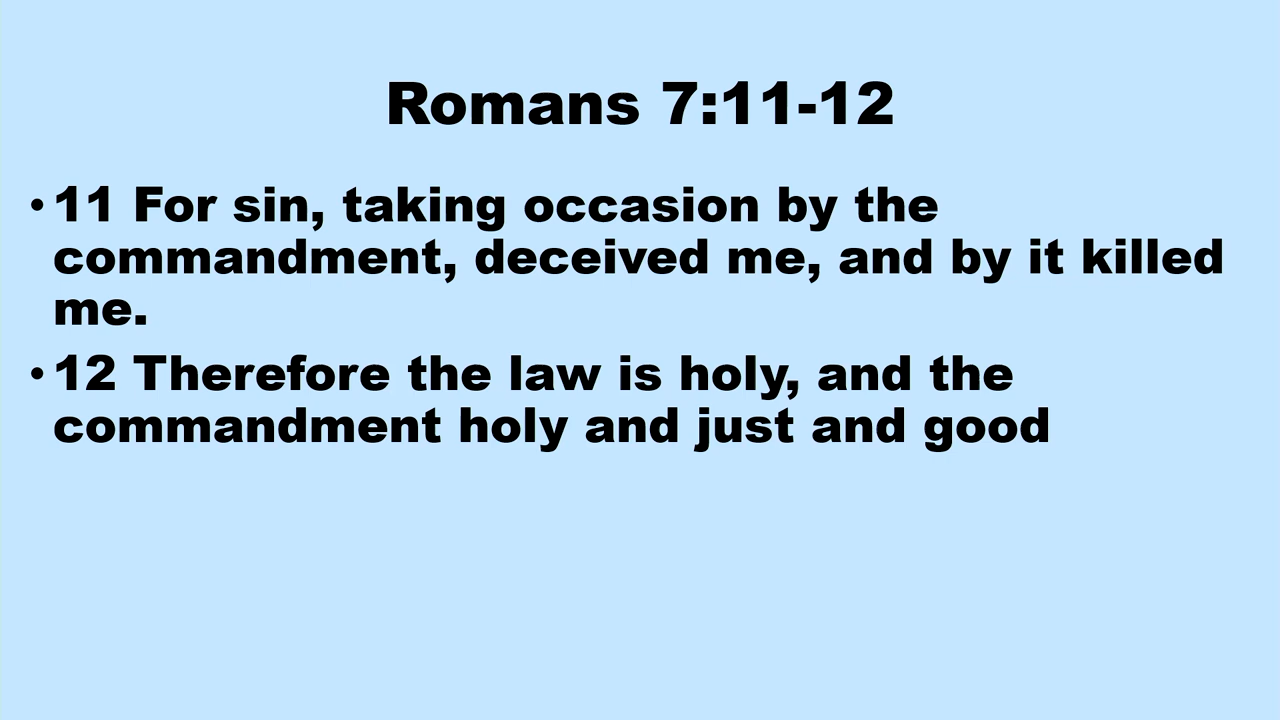 Romans 7:11-12
• 11 For sin, taking occasion by the
commandment, deceived me, and by it killed
me.
• 12 Therefore the law is holy, and the
commandment holy and just and good